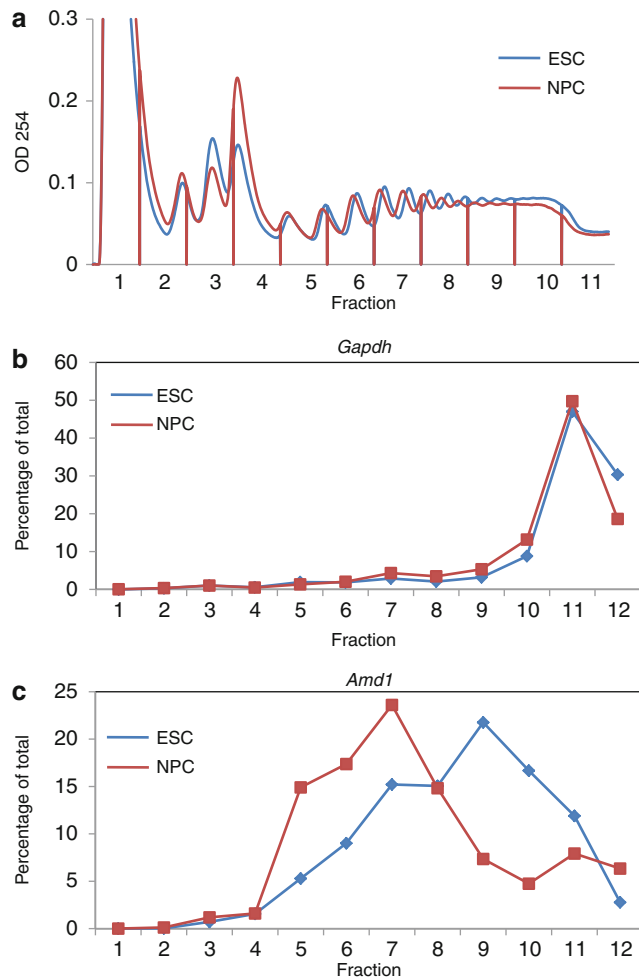 a
0.3
0.2
0.1
0
OD 254
ESC
NPC
1 2 3 4 5 6 7 8 9 10 11
Fraction
b
Gapdh
60
50
40
30
20
10
0
Percentage of total
ESC
NPC
1 2 3 4 5 6 7 8 9 10 11 12
Fraction
c
Amd1
25
20
15
10
5
0
Percentage of total
ESC
NPC
1 2 3 4 5 6 7 8 9 10 11 12
Fraction